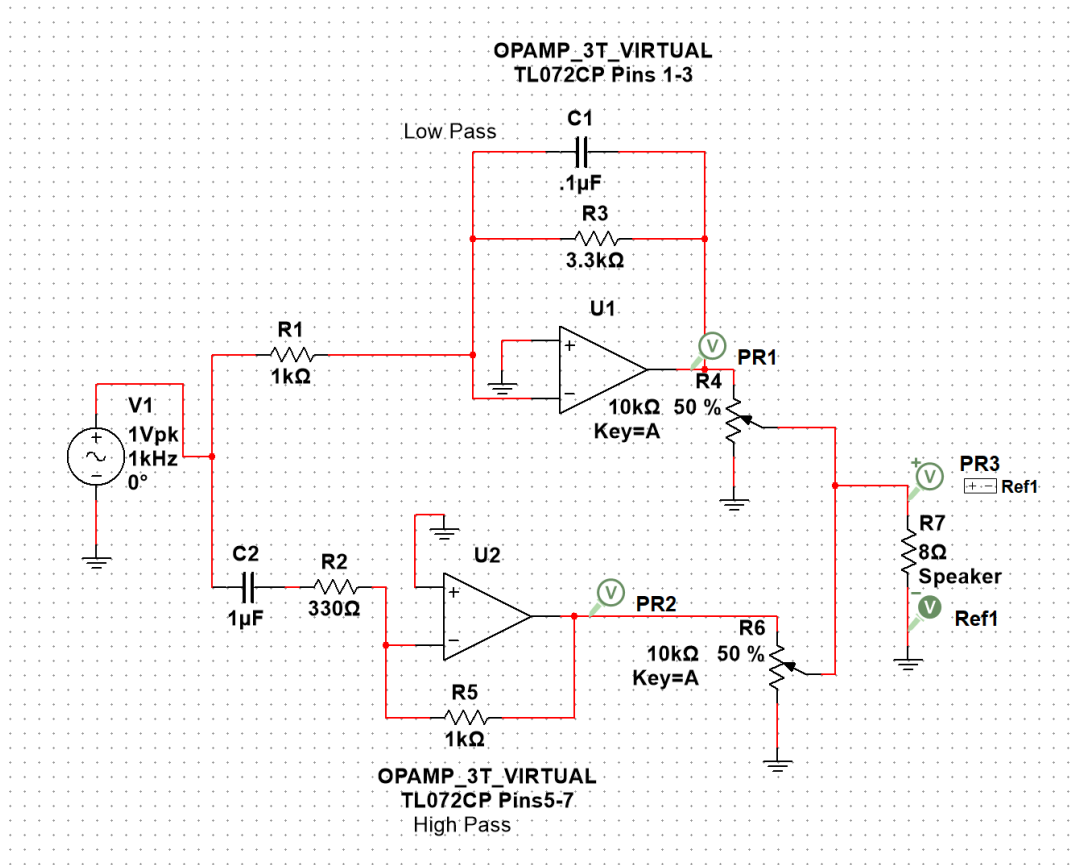 OPAMP_3T_VIRTUAL
TL072CP Pins 1-3
C1
Low Pass
.1µF
R3
3.3kΩ
U1
R1
1kΩ
+
−
PR1
V
R4
10kΩ 50 %
Key=A
V1
1Vpk
1kHz
0°
+
−
PR3
+ V
+ - Ref1
R7
8Ω
Speaker
− V
Ref1
C2
1µF
R2
330Ω
U2
+
−
V
PR2
R6
10kΩ 50 %
Key=A
R5
1kΩ
OPAMP_3T_VIRTUAL
TL072CP Pins5-7
High Pass